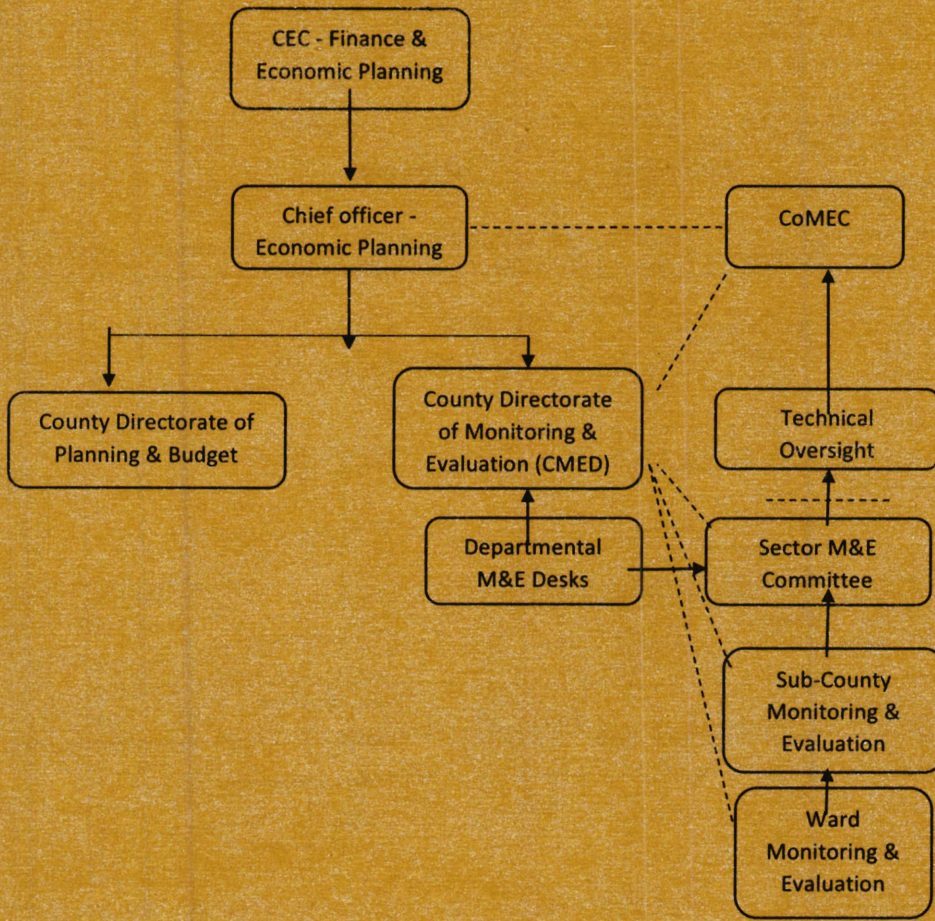 CEC - Finance &
Economic Planning
Chief officer -
Economic Planning
CoMEC
County Directorate of
Planning & Budget
County Directorate
of Monitoring &
Evaluation (CMED)
Technical
Oversight
Departmental
M&E Desks
Sector M&E
Committee
Sub-County
Monitoring &
Evaluation
Ward
Monitoring &
Evaluation